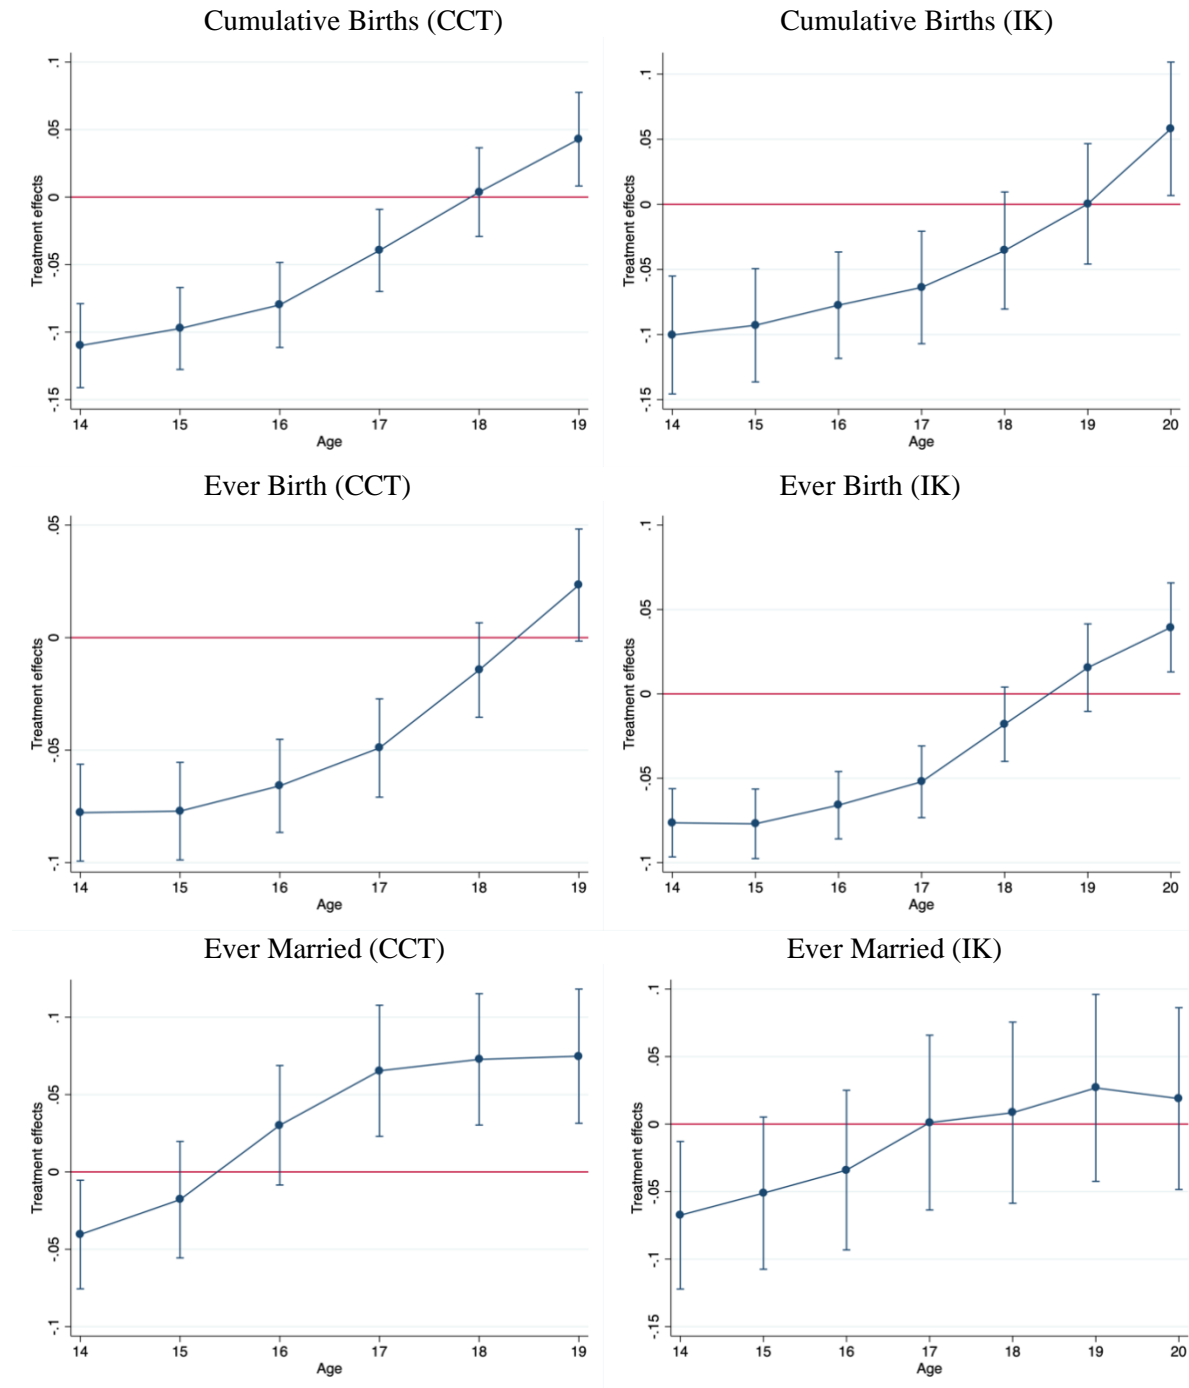 Cumulative Births (CCT)
Cumulative Births (IK)
Treatment effects
.1
.05
0
-.05
-.1
-.15
14 15 16 17 18 19
Age
Treatment effects
.1
.05
0
-.05
-.1
-.15
14 15 16 17 18 19 20
Age
Ever Birth (CCT)
Ever Birth (IK)
Treatment effects
.05
0
-.05
-.1
14 15 16 17 18 19
Age
Treatment effects
.1
.05
0
-.05
-.1
14 15 16 17 18 19 20
Age
Ever Married (CCT)
Ever Married (IK)
Treatment effects
.1
.05
0
-.05
-.1
14 15 16 17 18 19
Age
Treatment effects
.1
.05
0
-.05
-.1
-.15
14 15 16 17 18 19 20
Age